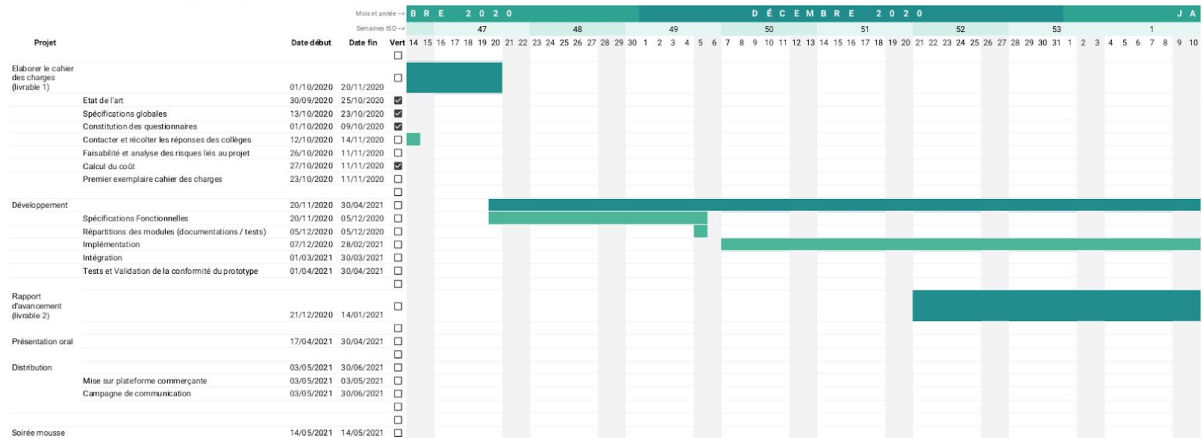 Mois et année –> B R E 2 0 2 0 D É C E M B R E 2 0 2 0 J A
Semaines ISO –> 47 48 49 50 51 52 53 1
Projet Date début Date fin Vert 14 15 16 17 18 19 20 21 22 23 24 25 26 27 28 29 30 1 2 3 4 5 6 7 8 9 10 11 12 13 14 15 16 17 18 19 20 21 22 23 24 25 26 27 28 29 30 31 1 2 3 4 5 6 7 8 9 10
Elaborer le cahier
des charges
(livrable 1) 01/10/2020 20/11/2020
Etat de l'art 30/09/2020 25/10/2020
Spécifications globales 13/10/2020 23/10/2020
Constitution des questionnaires 01/10/2020 09/10/2020
Contacter et récolter les réponses des collèges 12/10/2020 14/11/2020
Faisabilité et analyse des risques liés au projet 26/10/2020 11/11/2020
Calcul du coût 27/10/2020 11/11/2020
Premier exemplaire cahier des charges 23/10/2020 11/11/2020
Développement 20/11/2020 30/04/2021
Spécifications Fonctionnelles 20/11/2020 05/12/2020
Répartitions des modules (documentations / tests) 05/12/2020 05/12/2020
Implémentation 07/12/2020 28/02/2021
Intégration 01/03/2021 30/03/2021
Tests et Validation de la conformité du prototype 01/04/2021 30/04/2021
Rapport
d'avancement
(livrable 2) 21/12/2020 14/01/2021
Présentation oral 17/04/2021 30/04/2021
Distribution 03/05/2021 30/06/2021
Mise sur plateforme commerçante 03/05/2021 03/05/2021
Campagne de communication 03/05/2021 30/06/2021
Soirée mousse 14/05/2021 14/05/2021